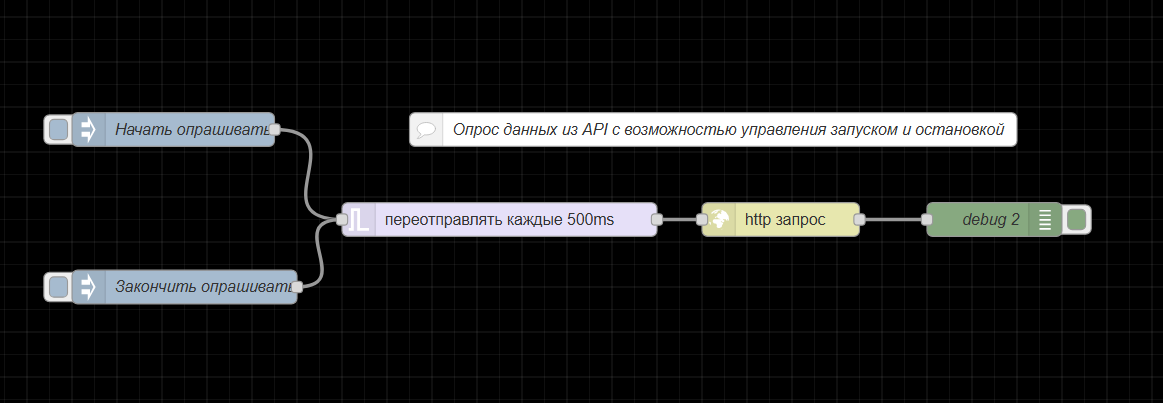 Начать опрашивать
Опрос данных из API с возможностью управления запуском и остановкой
переотправлять каждые 500ms
http запрос
debug 2
Закончить опрашивать